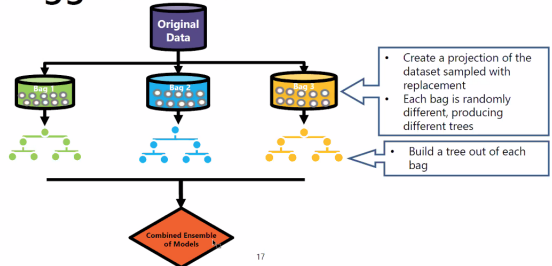 Original
Data
Bag 1
Bag 2
Bag 3
• Create a projection of the
dataset sampled with
replacement
• Each bag is randomly
different, producing
different trees
• Build a tree out of each
bag
Combined Ensemble
of Models
17